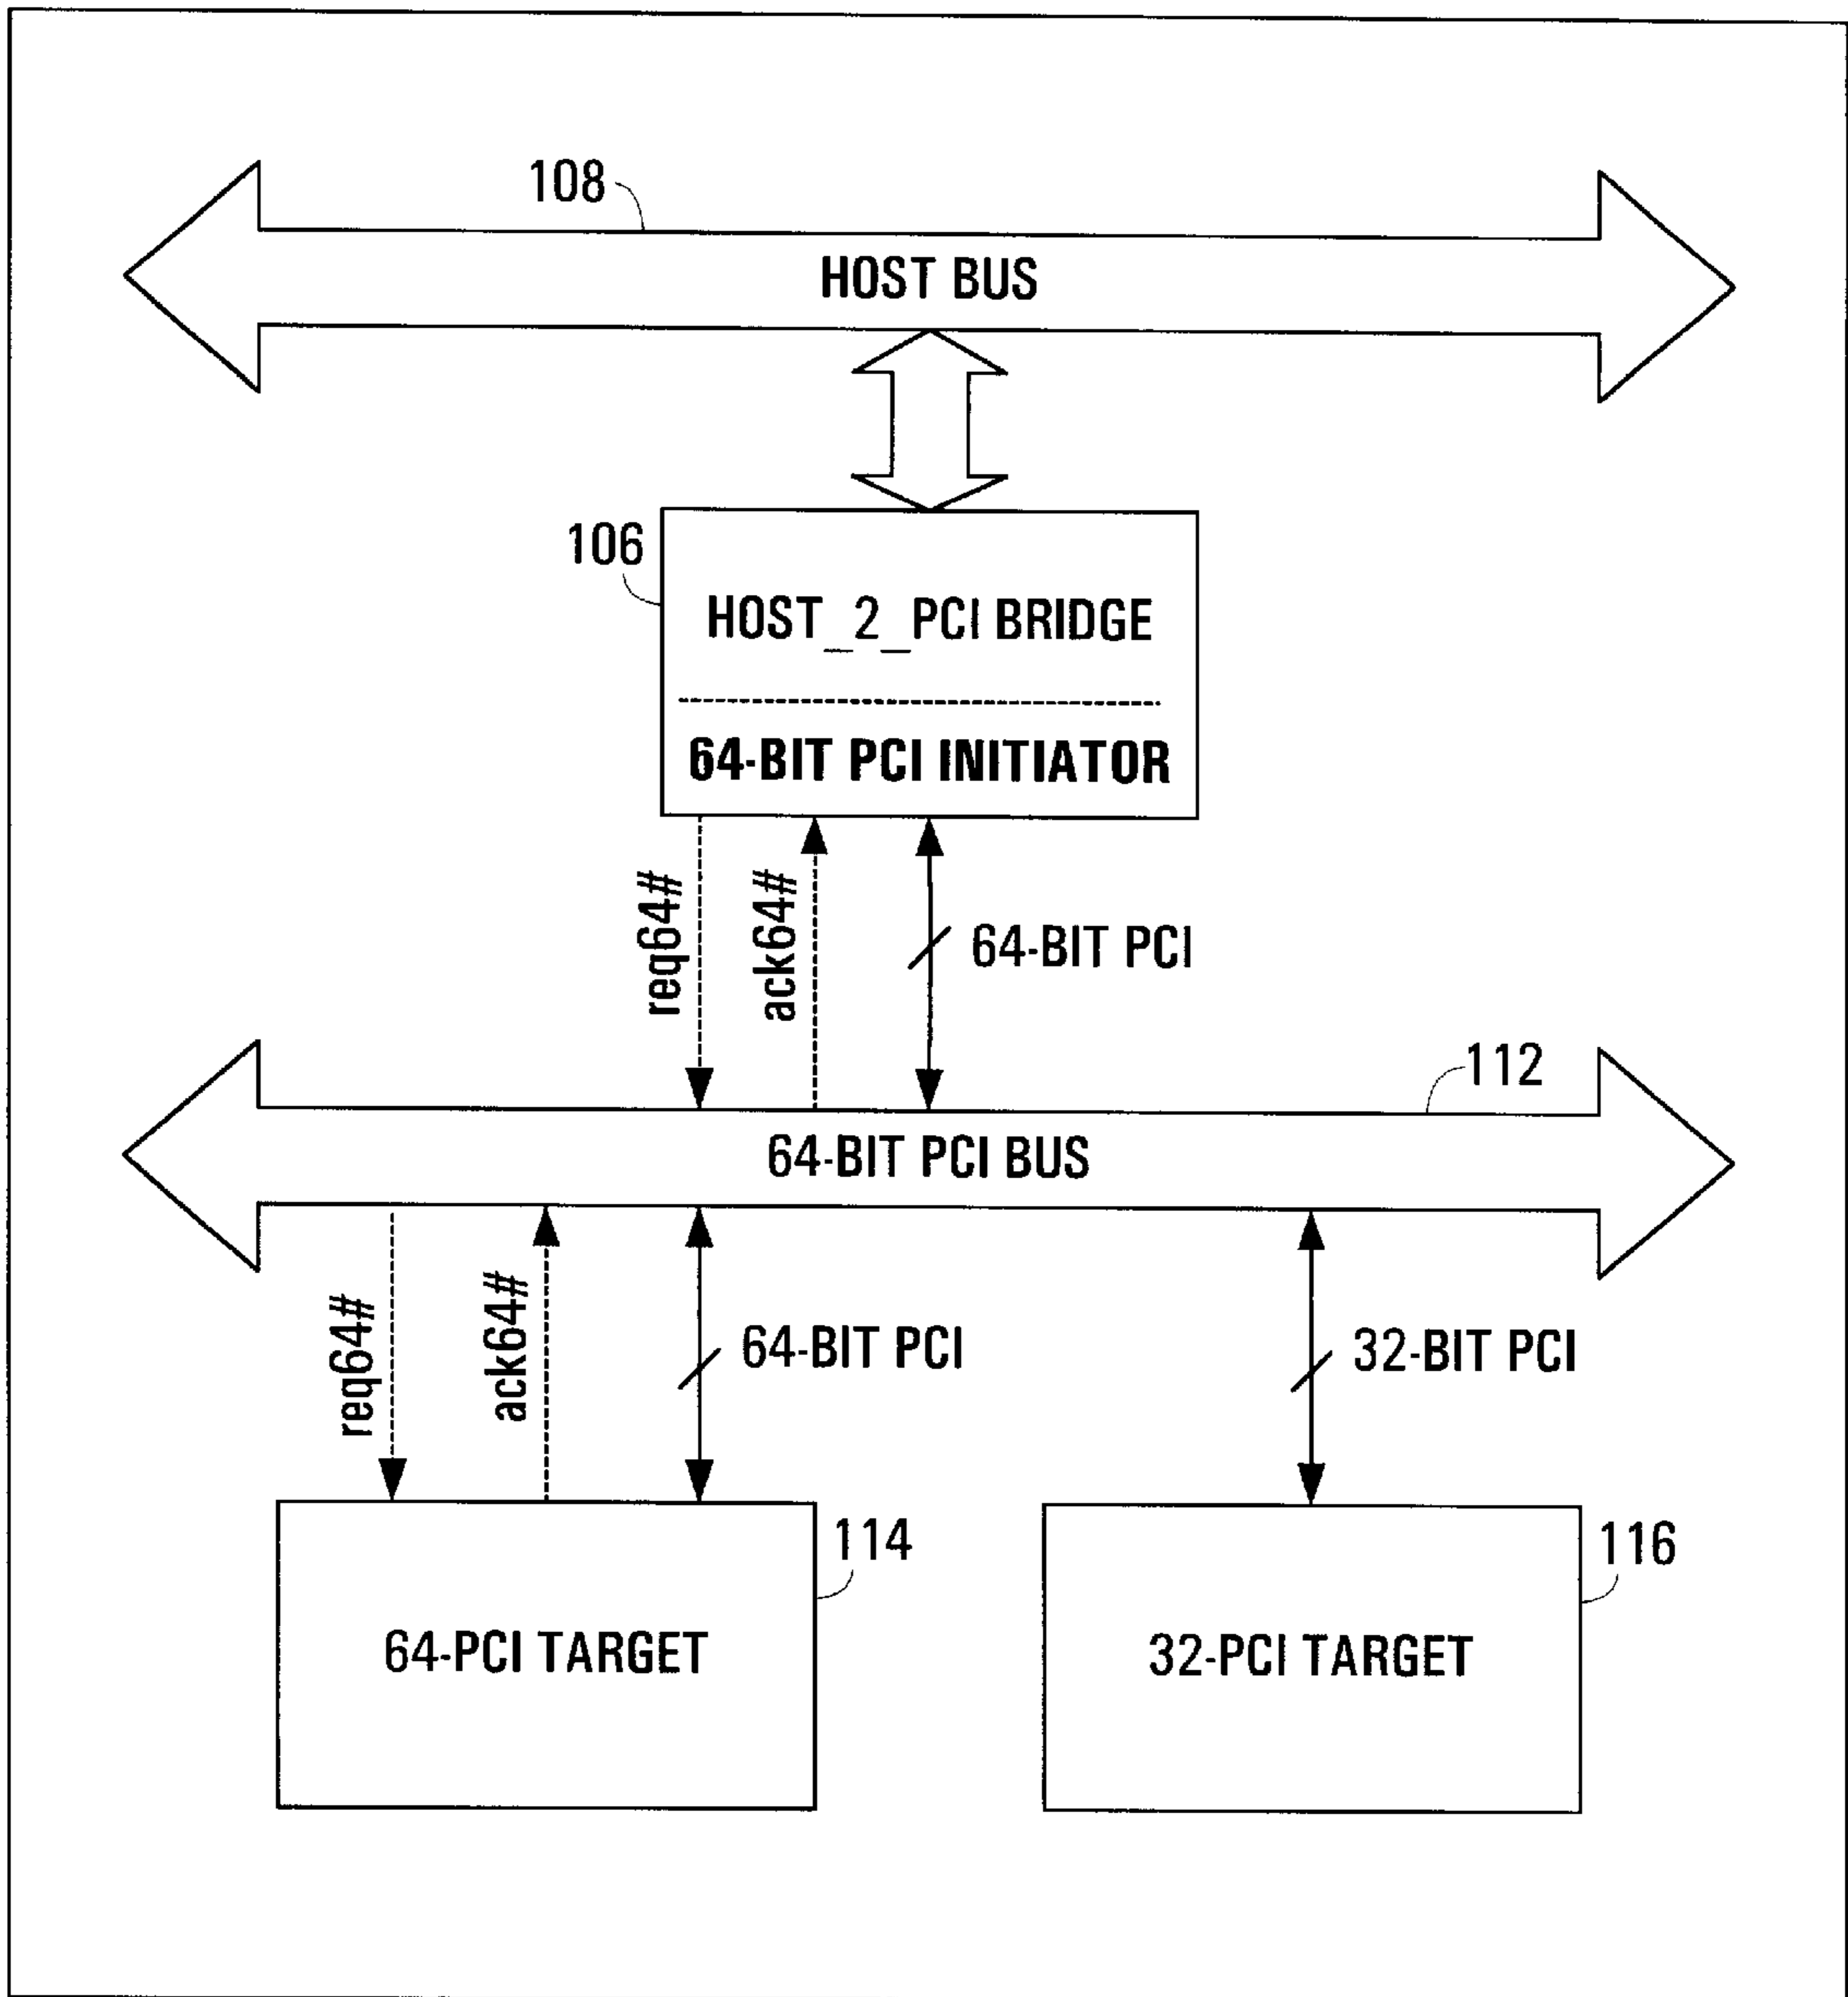 108
HOST BUS
106
HOST_2_PCI BRIDGE
64-BIT PCI INITIATOR
req64#
ack64#
64-BIT PCI
112
64-BIT PCI BUS
req64#
ack64#
64-BIT PCI
32-BIT PCI
114
116
64-PCI TARGET
32-PCI TARGET